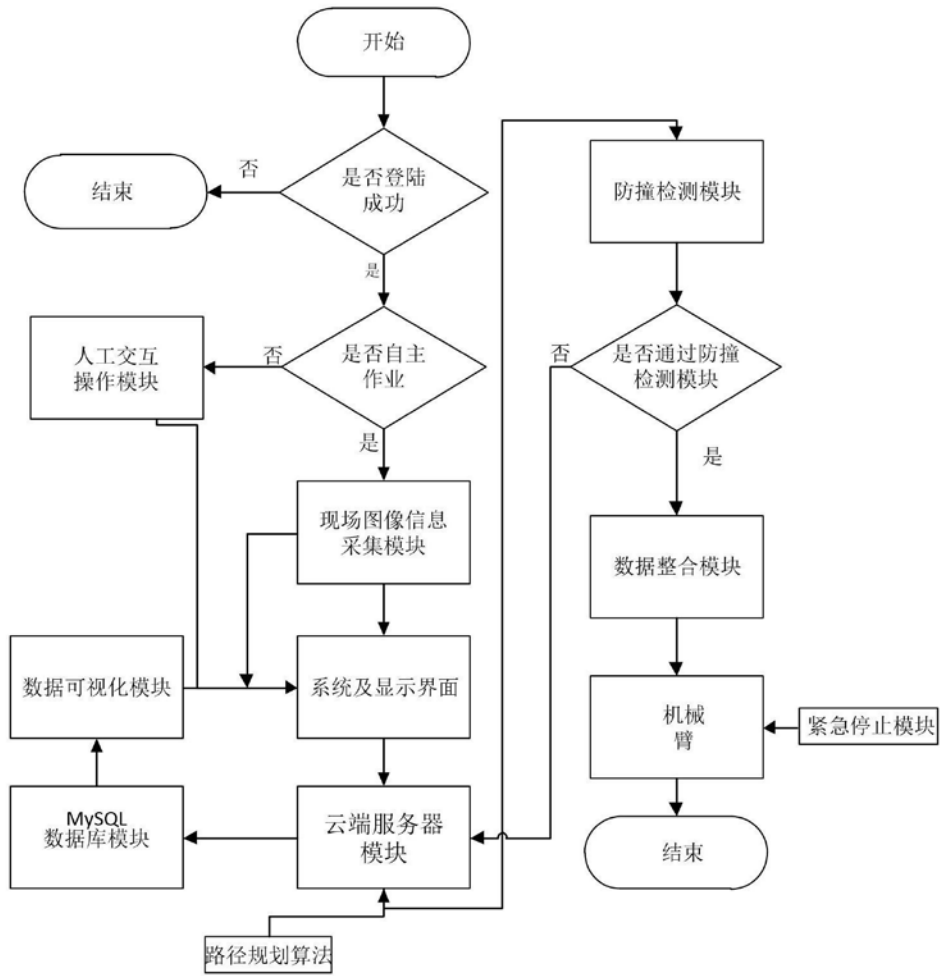 开始
是否登陆
成功
否
结束
是
是否自主
作业
否
人工交互
操作模块
是
现场图像信息
采集模块
数据可视化模块
系统及显示界面
MySQL
数据库模块
云端服务器
模块
路径规划算法
防撞检测模块
是否通过防撞
检测模块
否
是
数据整合模块
机械
臂
紧急停止模块
结束